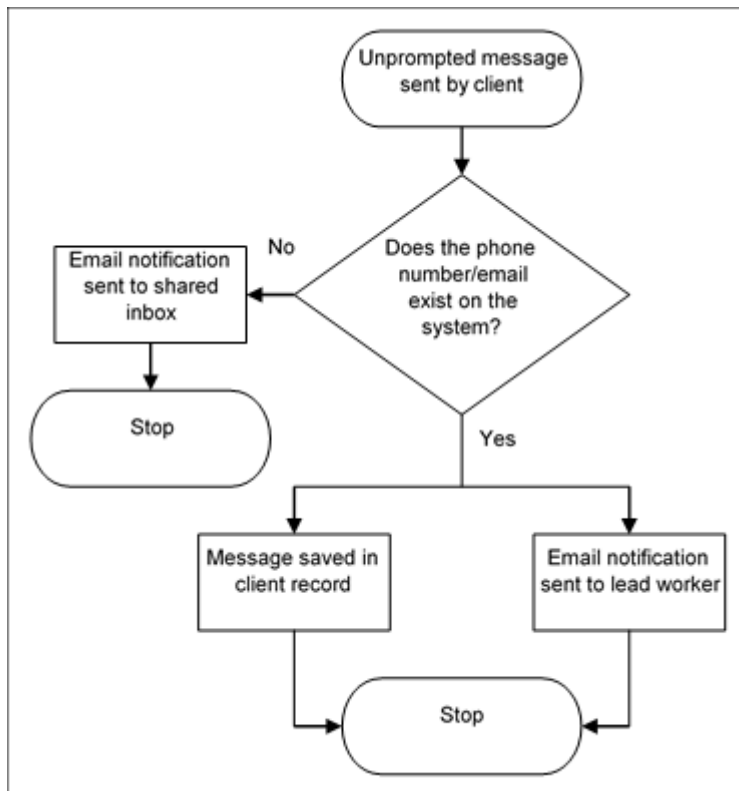 Unprompted message
sent by client
Does the phone
number/email
exist on the
system?
No
Email notification
sent to shared
inbox
Stop
Yes
Message saved in
client record
Email notification
sent to lead worker
Stop